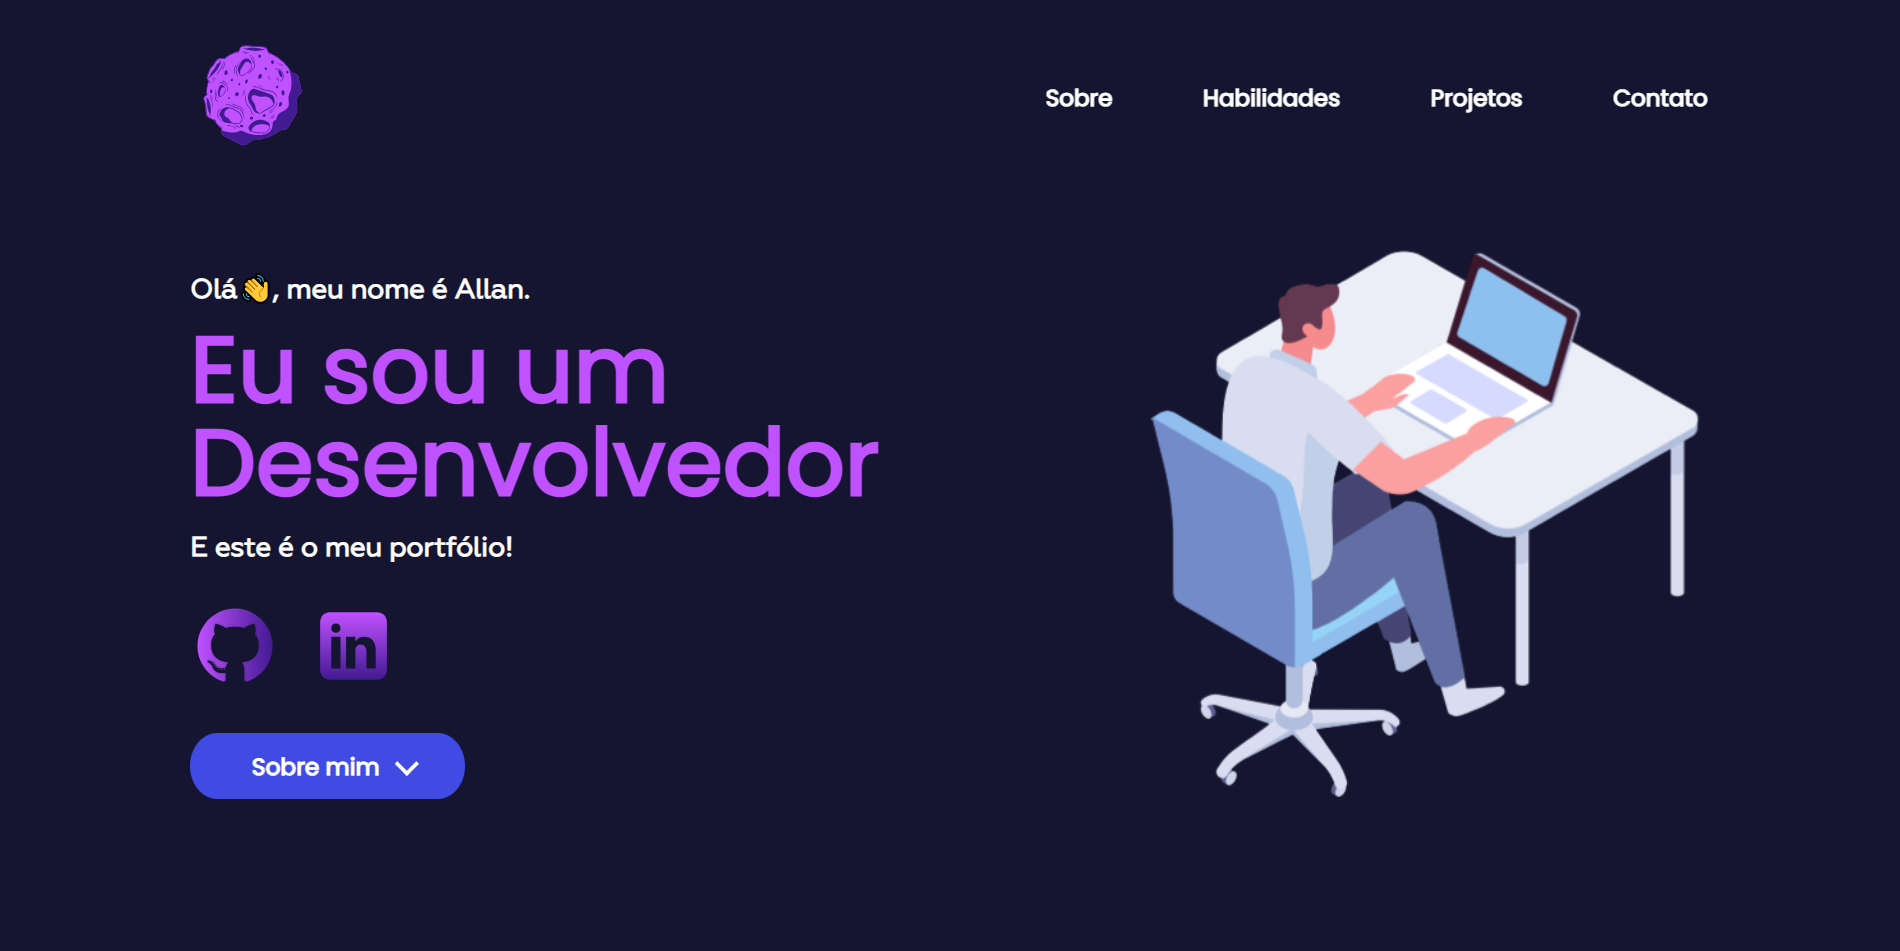 Sobre Habilidades Projetos Contato
Olá👋, meu nome é Allan.
Eu sou um
Desenvolvedor
E este é o meu portfólio!
in
Sobre mim